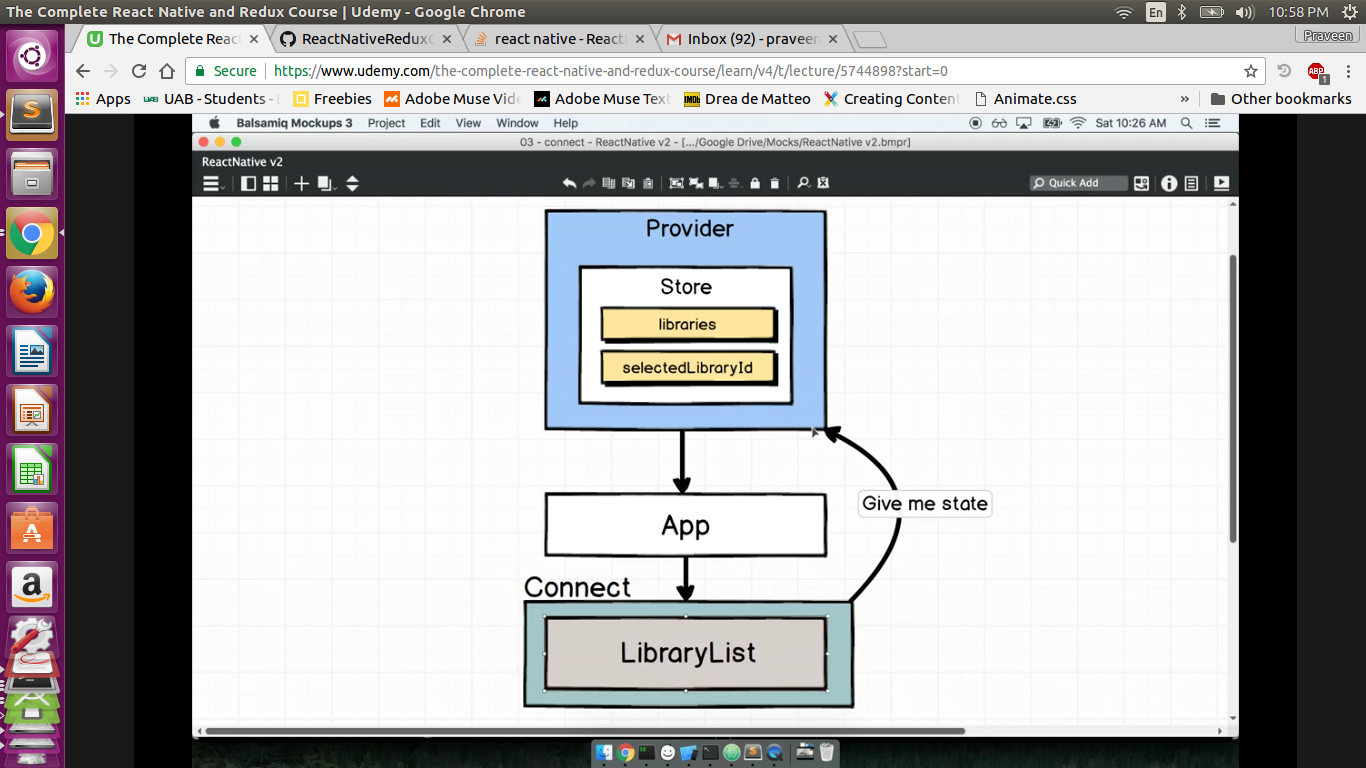 The Complete React Native and Redux Course | Udemy - Google Chrome
En
10:58 PM
The Complete Reac
ReactNativeRedux
react native - React
Inbox (92) - praveen
Praveen
Secure
https://www.udemy.com/the-complete-react-native-and-redux-course/learn/v4/t/lecture/5744898?start=0
ABP
1
Apps
UAB
UAB - Students -
Freebies
Adobe Muse Vide
Adobe Muse Text
IMDb
Drea de Matteo
Creating Content
Animate.css
»
Other bookmarks
Balsamiq Mockups 3
Project
Edit
View
Window
Help
Sat 10:26 AM
03 - connect - ReactNative v2 - [.../Google Drive/Mocks/ReactNative v2.bmpr]
ReactNative v2
Quick Add
Provider
Store
libraries
selectedLibraryId
Give me state
App
Connect
LibraryList